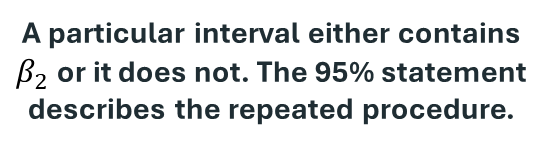 A particular interval either contains
β₂ or it does not. The 95% statement
describes the repeated procedure.